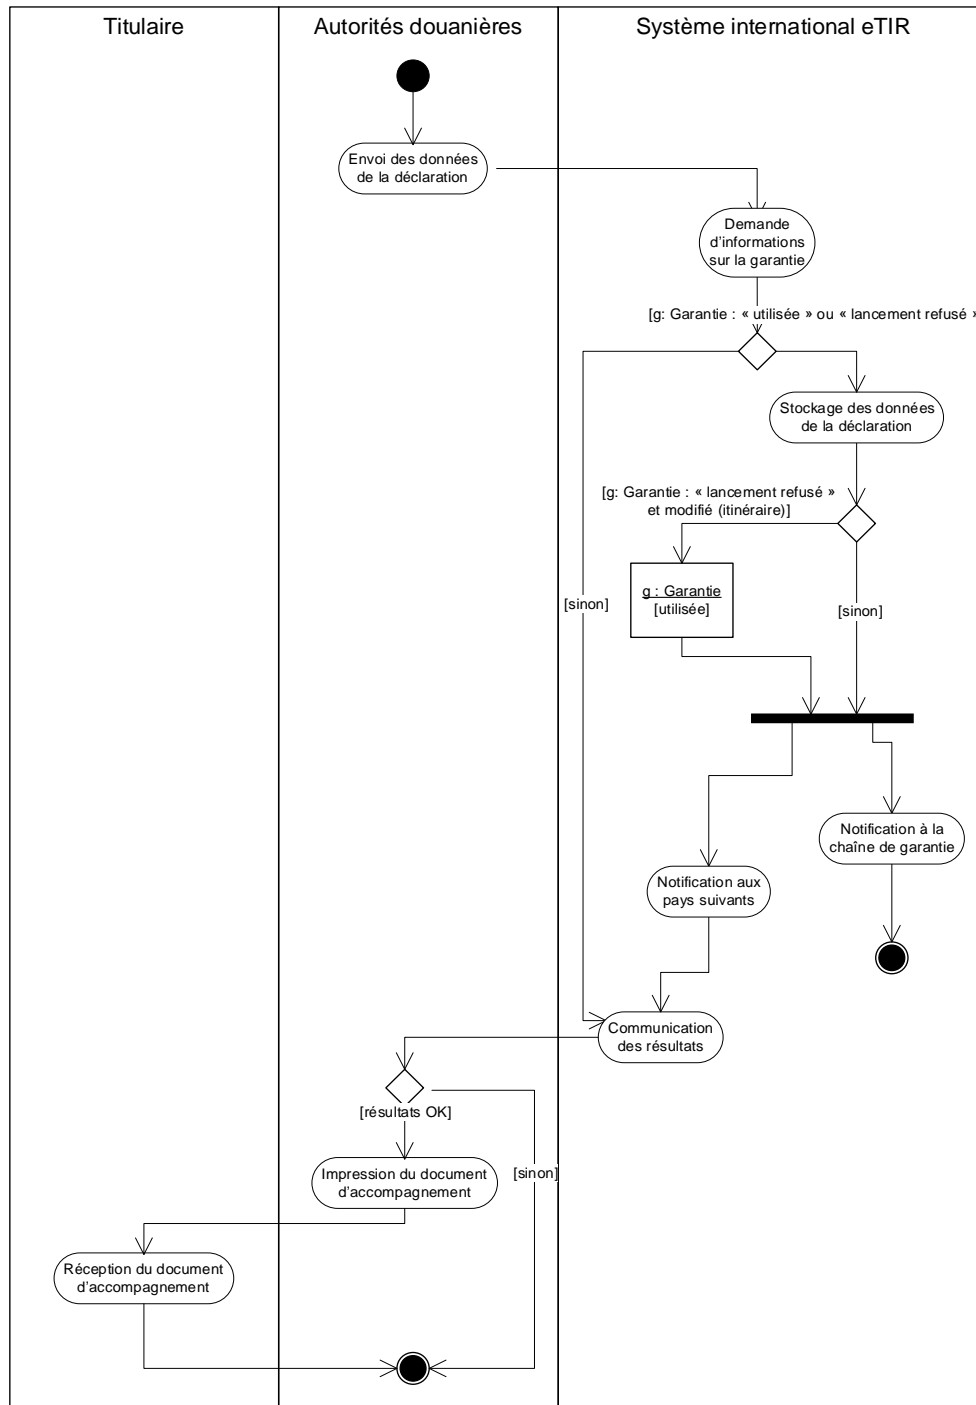 Titulaire
Autorités douanières
Système international eTIR
Envoi des données
de la déclaration
Demande
d'informations
sur la garantie
[g: Garantie : « utilisée » ou « lancement refusé »
Stockage des données
de la déclaration
[g: Garantie : « lancement refusé »
et modifié (itinéraire)]
g : Garantie
[utilisée]
[sinon]
[sinon]
Notification à la
chaîne de garantie
Notification aux
pays suivants
Communication
des résultats
[résultats OK]
[sinon]
Impression du document
d'accompagnement
Réception du document
d'accompagnement